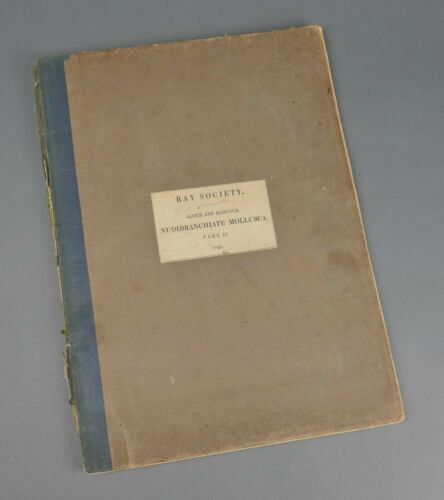 RAY SOCIETY.
ALDER AND HANCOCK
NUDIBRANCHIATE MOLLUSCA.
PART II.